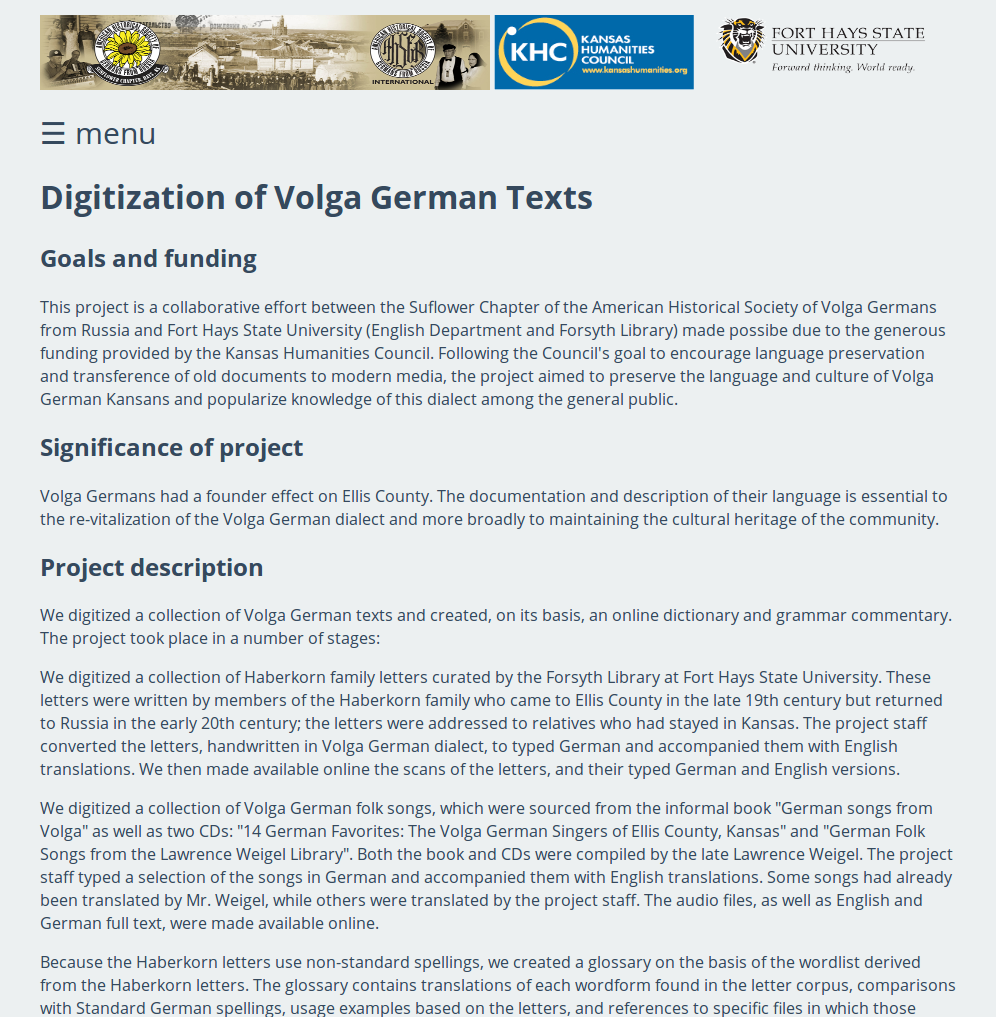 INTERNATIONAL
KHC
KANSAS
HUMANITIES
COUNCIL
www.kansashumanities.org
FORT HAYS STATE
UNIVERSITY
Forward thinking. World ready.
☰ menu
Digitization of Volga German Texts
Goals and funding
This project is a collaborative effort between the Suflower Chapter of the American Historical Society of Volga Germans
from Russia and Fort Hays State University (English Department and Forsyth Library) made possibe due to the generous
funding provided by the Kansas Humanities Council. Following the Council's goal to encourage language preservation
and transference of old documents to modern media, the project aimed to preserve the language and culture of Volga
German Kansans and popularize knowledge of this dialect among the general public.
Significance of project
Volga Germans had a founder effect on Ellis County. The documentation and description of their language is essential to
the re-vitalization of the Volga German dialect and more broadly to maintaining the cultural heritage of the community.
Project description
We digitized a collection of Volga German texts and created, on its basis, an online dictionary and grammar commentary.
The project took place in a number of stages:
We digitized a collection of Haberkorn family letters curated by the Forsyth Library at Fort Hays State University. These
letters were written by members of the Haberkorn family who came to Ellis County in the late 19th century but returned
to Russia in the early 20th century; the letters were addressed to relatives who had stayed in Kansas. The project staff
converted the letters, handwritten in Volga German dialect, to typed German and accompanied them with English
translations. We then made available online the scans of the letters, and their typed German and English versions.
We digitized a collection of Volga German folk songs, which were sourced from the informal book "German songs from
Volga" as well as two CDs: "14 German Favorites: The Volga German Singers of Ellis County, Kansas" and "German Folk
Songs from the Lawrence Weigel Library". Both the book and CDs were compiled by the late Lawrence Weigel. The project
staff typed a selection of the songs in German and accompanied them with English translations. Some songs had already
been translated by Mr. Weigel, while others were translated by the project staff. The audio files, as well as English and
German full text, were made available online.
Because the Haberkorn letters use non-standard spellings, we created a glossary on the basis of the wordlist derived
from the Haberkorn letters. The glossary contains translations of each wordform found in the letter corpus, comparisons
with Standard German spellings, usage examples based on the letters, and references to specific files in which those